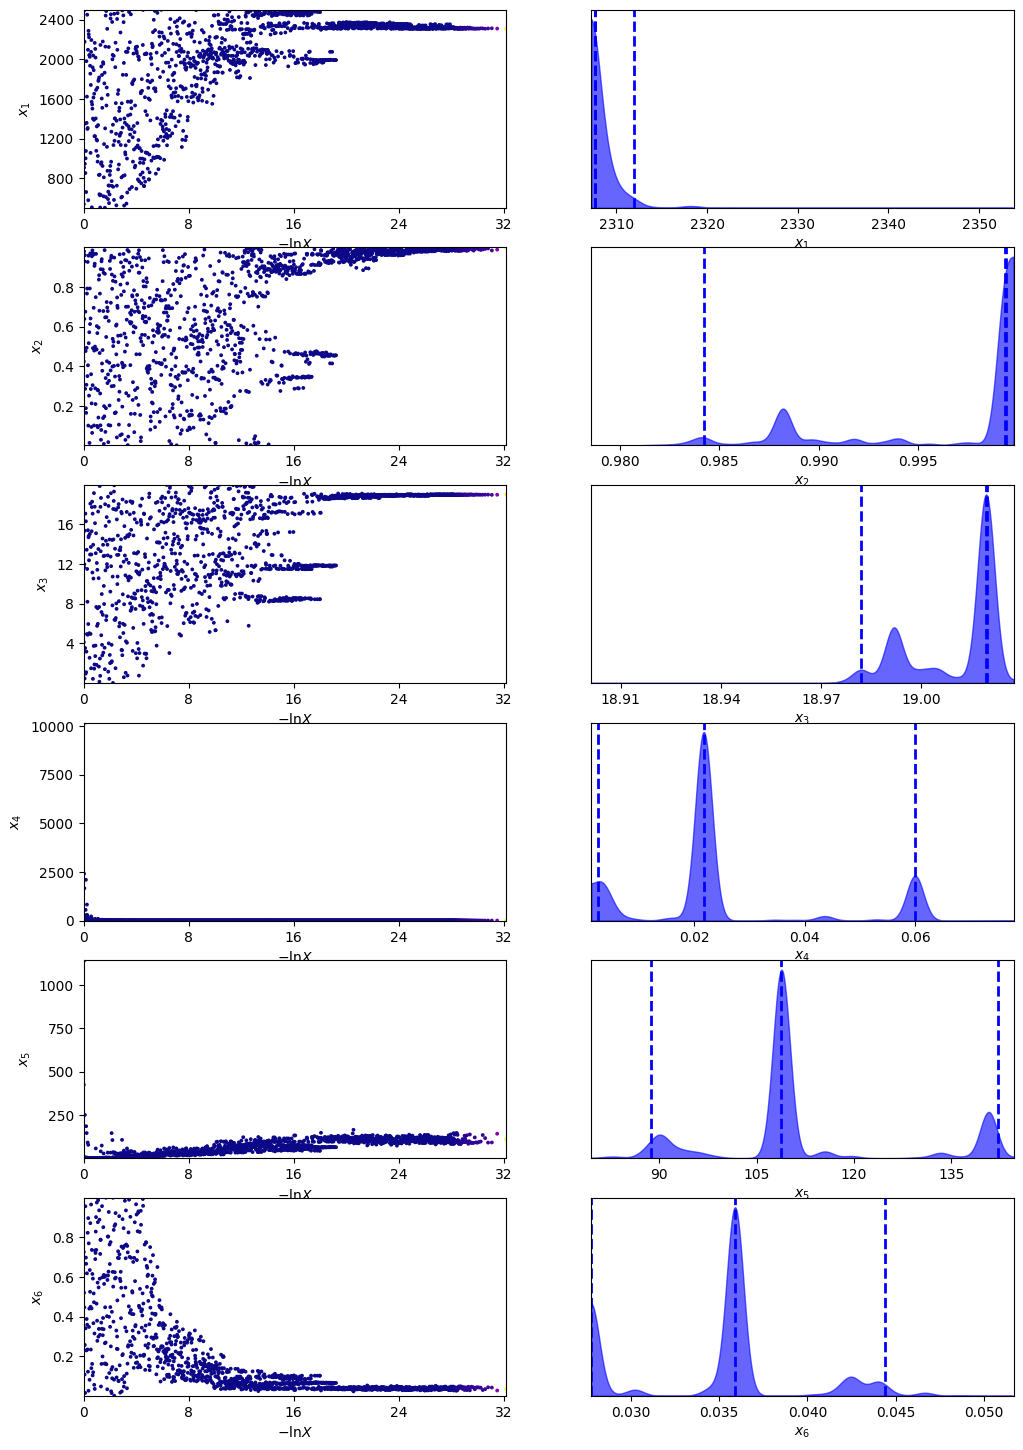 2400
2000
1600
1200
800
x₁
0 8 16 24 32
−ln X
2310 2320 2330 2340 2350
x₁
0.8
0.6
0.4
0.2
x₂
0 8 16 24 32
−ln X
0.980 0.985 0.990 0.995
x₂
16
12
8
4
x₃
0 8 16 24 32
−ln X
18.91 18.94 18.97 19.00
x₃
10000
7500
5000
2500
0
x₄
0 8 16 24 32
−ln X
0.02 0.04 0.06
x₄
1000
750
500
250
x₅
0 8 16 24 32
−ln X
90 105 120 135
x₅
0.8
0.6
0.4
0.2
x₆
0 8 16 24 32
−ln X
0.030 0.035 0.040 0.045 0.050
x₆